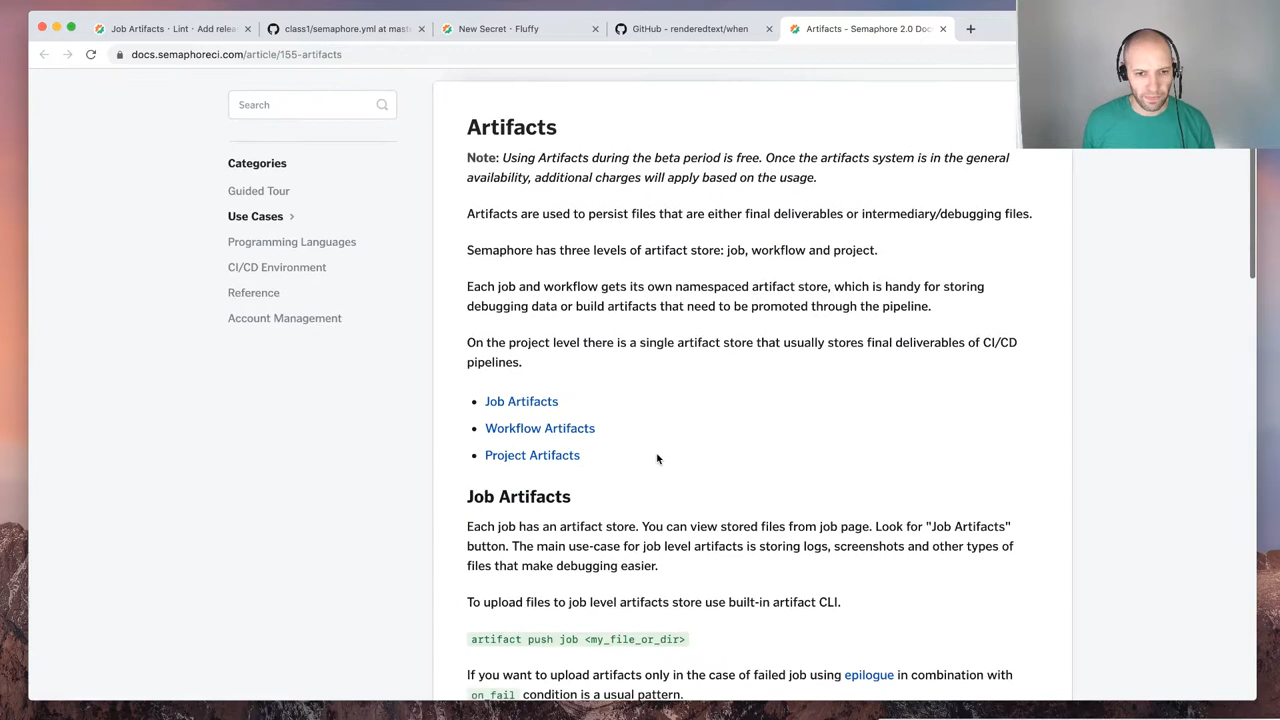 Job Artifacts · Lint · Add relea
class1/semaphore.yml at mast
New Secret · Fluffy
GitHub - renderedtext/when
Artifacts - Semaphore 2.0 Doc
docs.semaphoreci.com/article/155-artifacts
Search
Categories
Guided Tour
Use Cases
Programming Languages
CI/CD Environment
Reference
Account Management
Artifacts
Note: Using Artifacts during the beta period is free. Once the artifacts system is in the general
availability, additional charges will apply based on the usage.
Artifacts are used to persist files that are either final deliverables or intermediary/debugging files.
Semaphore has three levels of artifact store: job, workflow and project.
Each job and workflow gets its own namespaced artifact store, which is handy for storing
debugging data or build artifacts that need to be promoted through the pipeline.
On the project level there is a single artifact store that usually stores final deliverables of CI/CD
pipelines.
Job Artifacts
Workflow Artifacts
Project Artifacts
Job Artifacts
Each job has an artifact store. You can view stored files from job page. Look for "Job Artifacts"
button. The main use-case for job level artifacts is storing logs, screenshots and other types of
files that make debugging easier.
To upload files to job level artifacts store use built-in artifact CLI.
artifact push job <my_file_or_dir>
If you want to upload artifacts only in the case of failed job using epilogue in combination with
on_fail condition is a usual pattern.